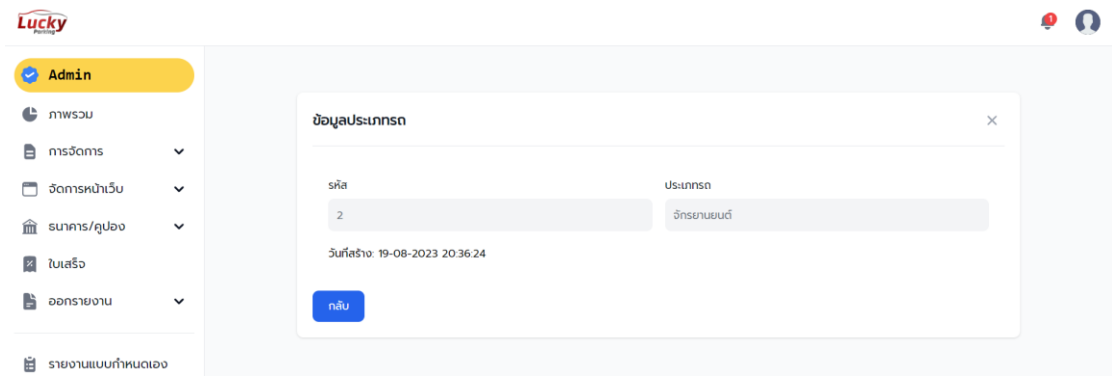 Lucky
Parking
1
Admin
ภาพรวม
การจัดการ
จัดการหน้าเว็บ
ธนาคาร/คูปอง
ใบเสร็จ
ออกรายงาน
รายงานแบบกำหนดเอง
ข้อมูลประเภทรถ
รหัส
ประเภทรถ
2
จักรยานยนต์
วันที่สร้าง: 19-08-2023 20:36:24
กลับ